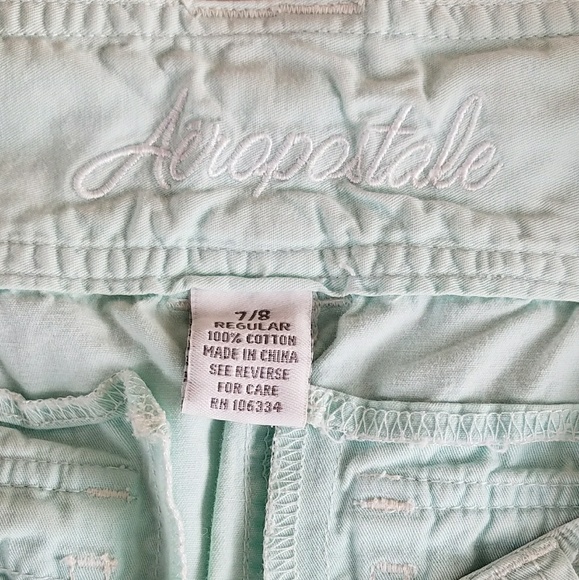 Aeropostale
7/8
REGULAR
100% COTTON
MADE IN CHINA
SEE REVERSE
FOR CARE
RN 106334